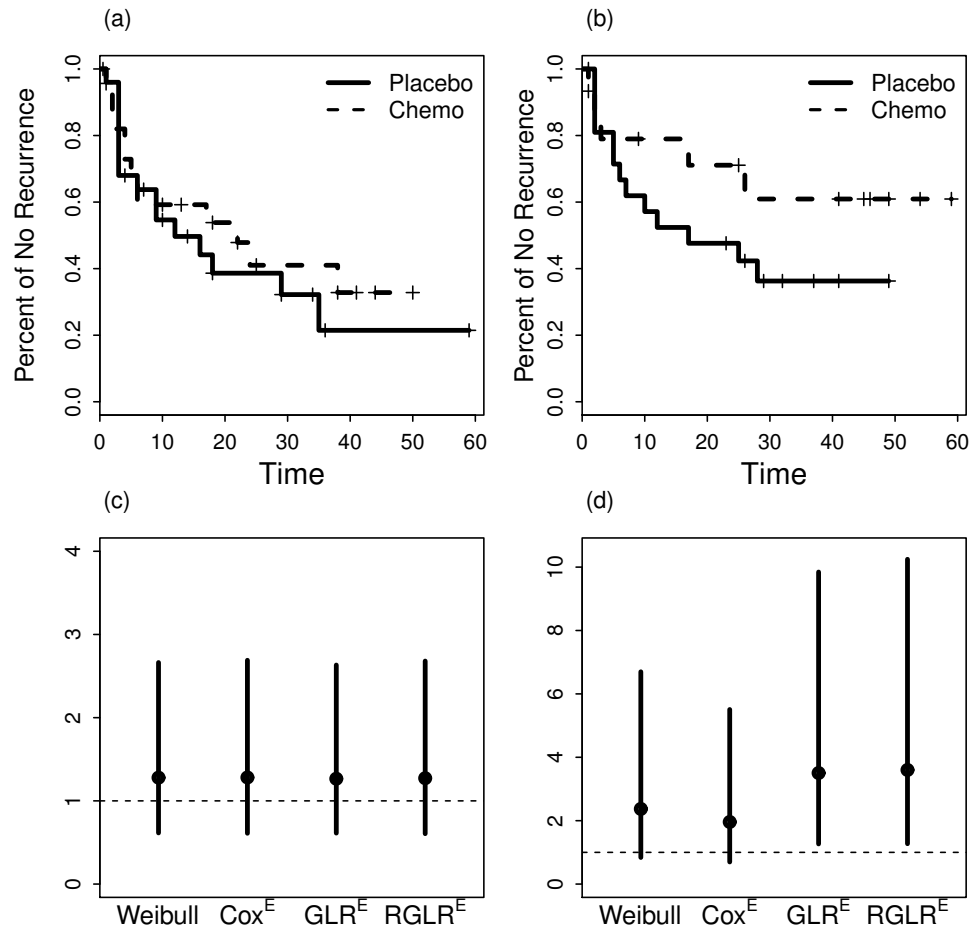 (a)
Percent of No Recurrence
1.0
0.8
0.6
0.4
0.2
0.0
Placebo
Chemo
0 10 20 30 40 50 60
Time
(b)
Percent of No Recurrence
1.0
0.8
0.6
0.4
0.2
0.0
Placebo
Chemo
0 10 20 30 40 50 60
Time
(c)
4
3
2
1
0
Weibull Cox^E GLR^E RGLR^E
(d)
10
8
6
4
2
0
Weibull Cox^E GLR^E RGLR^E